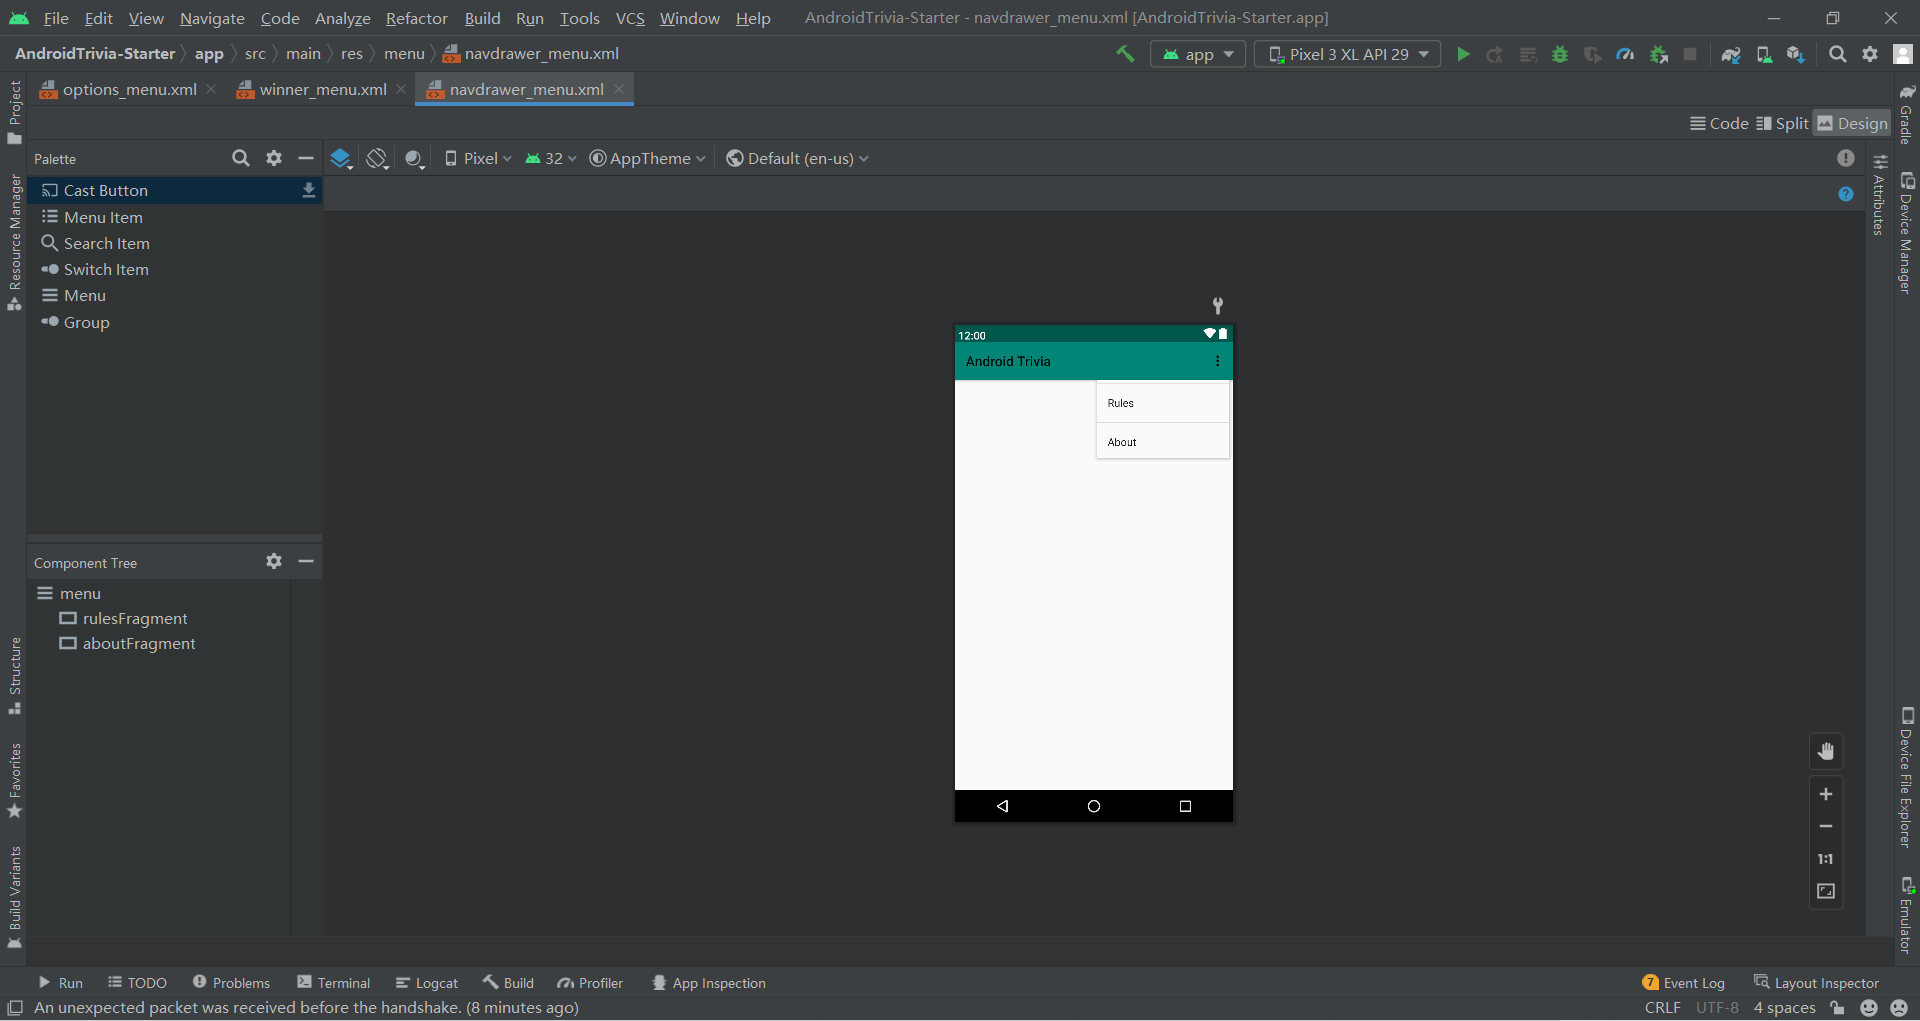 File Edit View Navigate Code Analyze Refactor Build Run Tools VCS Window Help AndroidTrivia-Starter - navdrawer_menu.xml [AndroidTrivia-Starter.app]
AndroidTrivia-Starter app src main res menu navdrawer_menu.xml app Pixel 3 XL API 29
options_menu.xml winner_menu.xml navdrawer_menu.xml
Code Split Design
Palette Pixel 32 AppTheme Default (en-us)
Cast Button
Menu Item
Search Item
Switch Item
Menu
Group
12:00
Android Trivia
Rules
About
Component Tree
menu
rulesFragment
aboutFragment
1:1
Project
Resource Manager
Structure
Favorites
Build Variants
Attributes
Gradle
Device Manager
Device File Explorer
Emulator
Run TODO Problems Terminal Logcat Build Profiler App Inspection 7 Event Log Layout Inspector
An unexpected packet was received before the handshake. (8 minutes ago) CRLF UTF-8 4 spaces